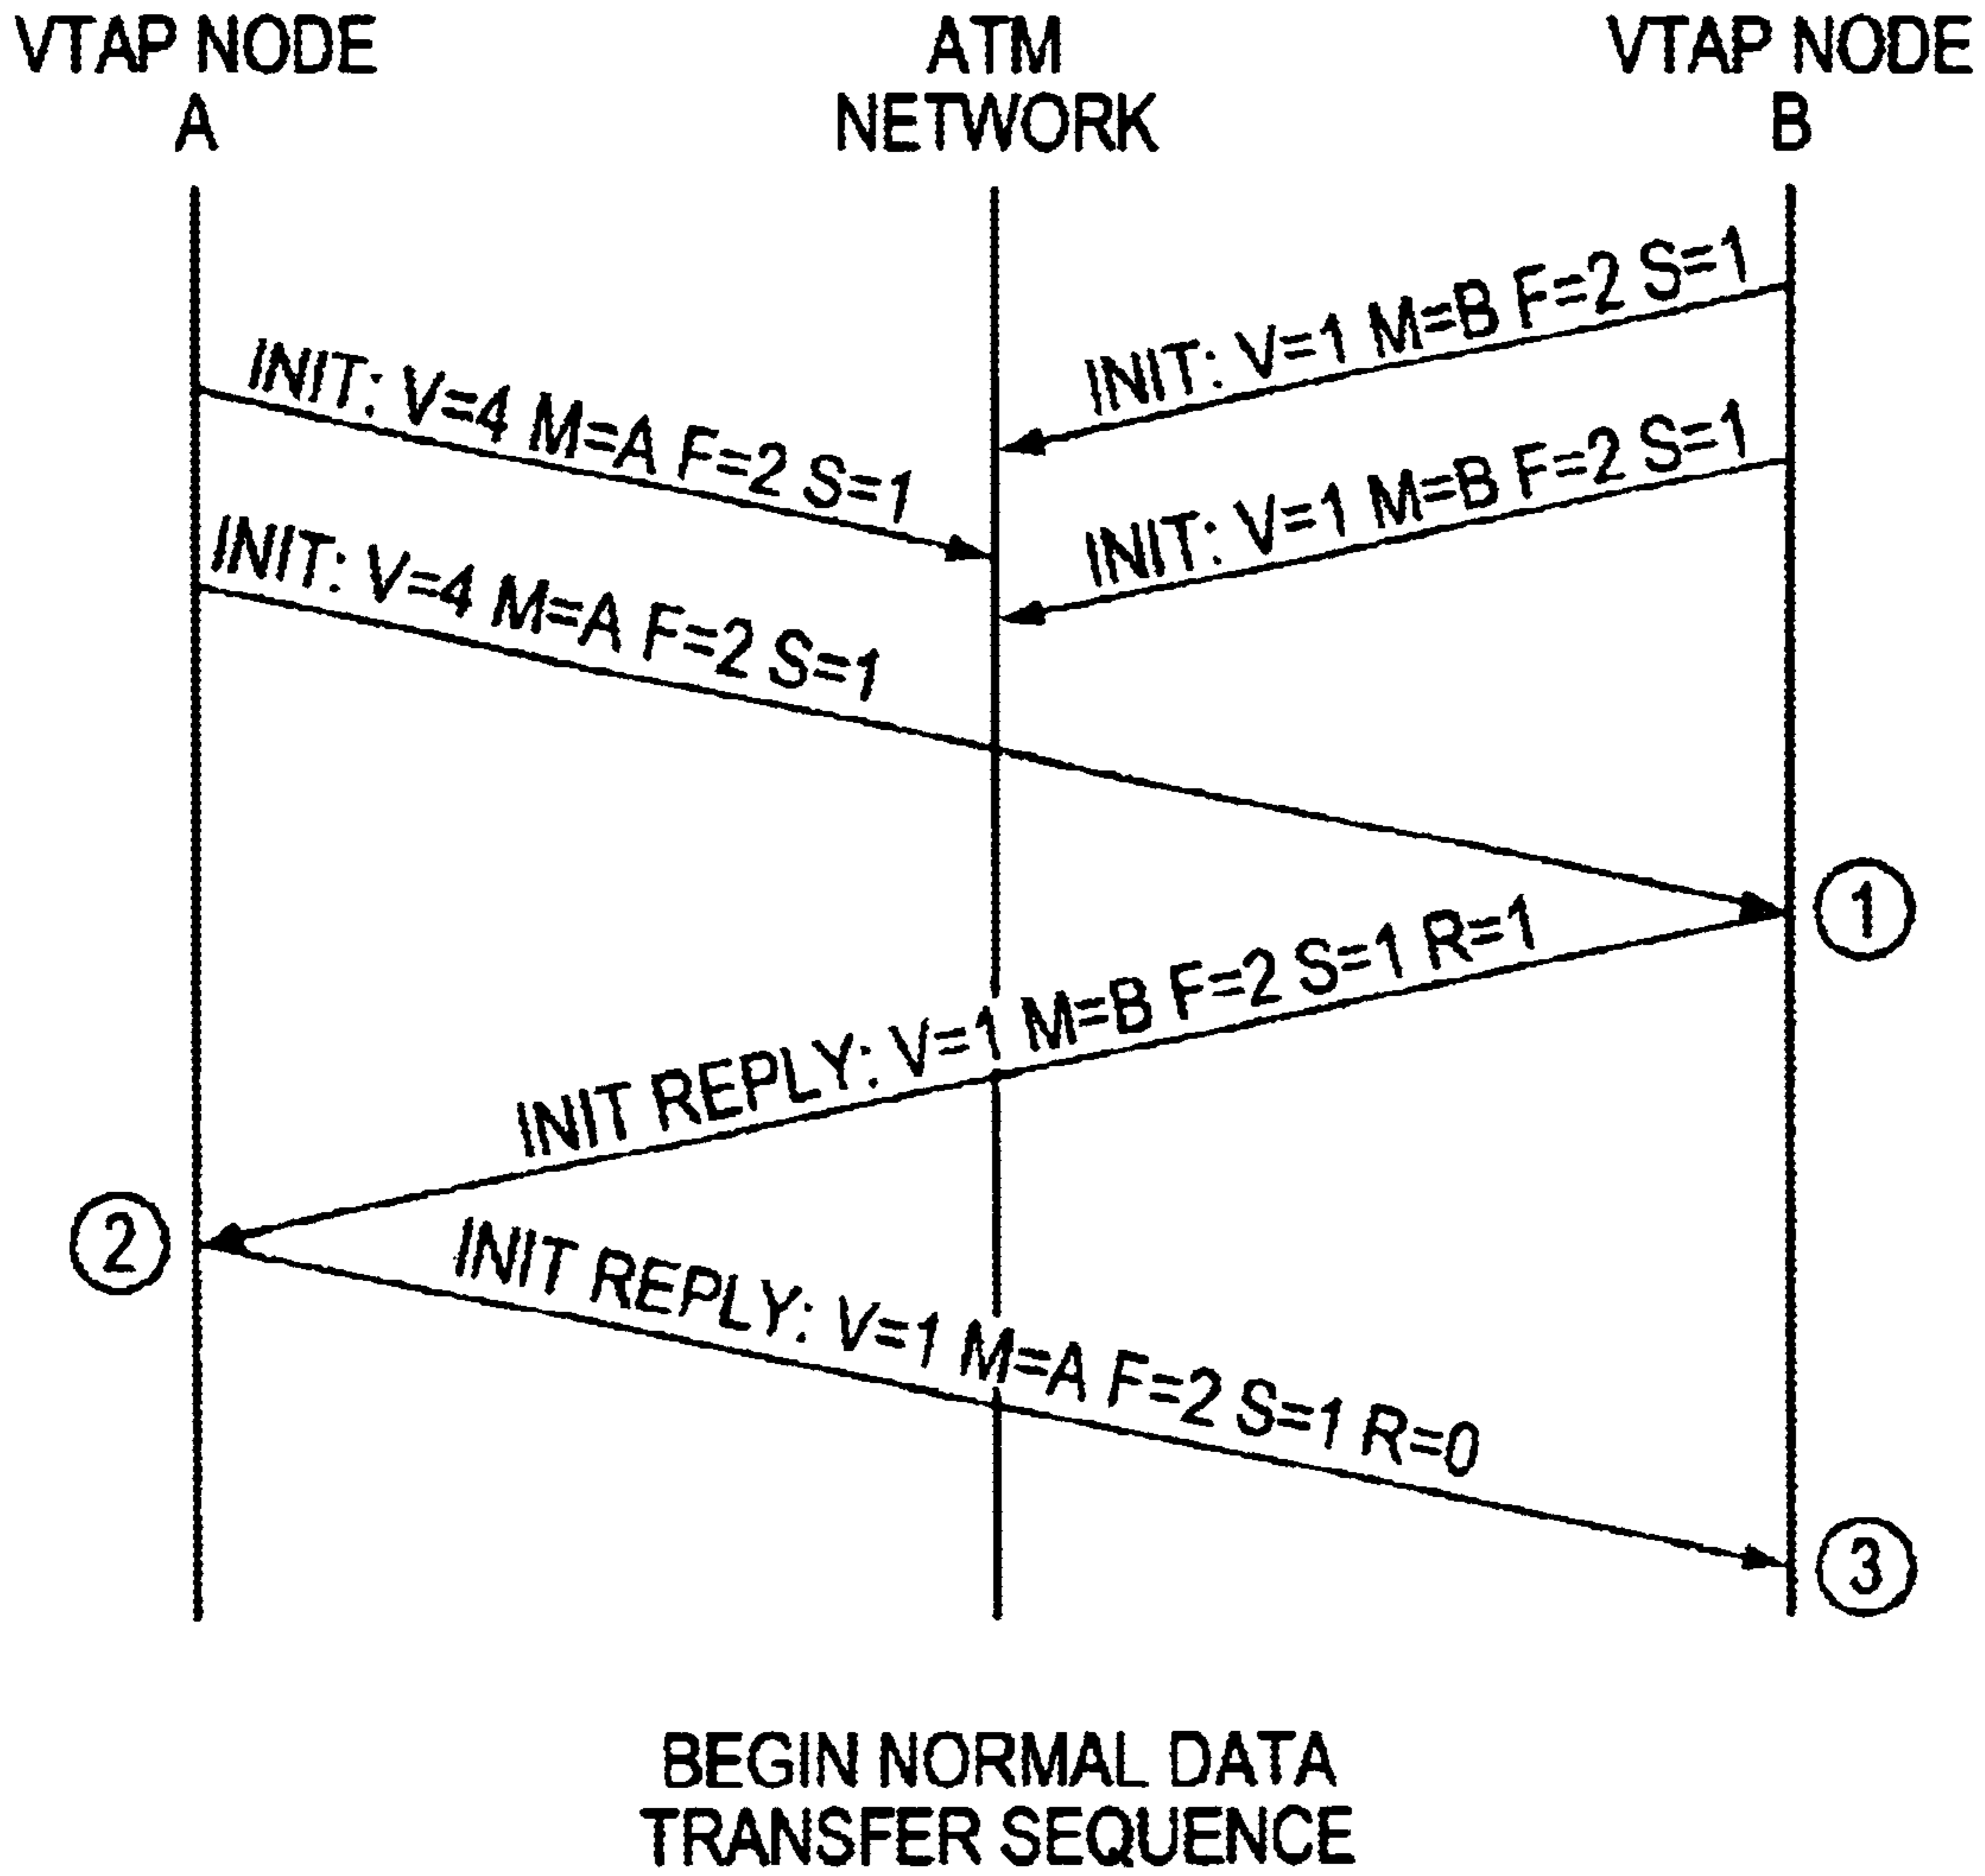 VTAP NODE
A
ATM
NETWORK
VTAP NODE
B
INIT: V=1 M=B F=2 S=1
INIT: V=4 M=A F=2 S=1
INIT: V=1 M=B F=2 S=1
INIT: V=4 M=A F=2 S=1
1
INIT REPLY: V=1 M=B F=2 S=1 R=1
2
INIT REPLY: V=1 M=A F=2 S=1 R=0
3
BEGIN NORMAL DATA
TRANSFER SEQUENCE